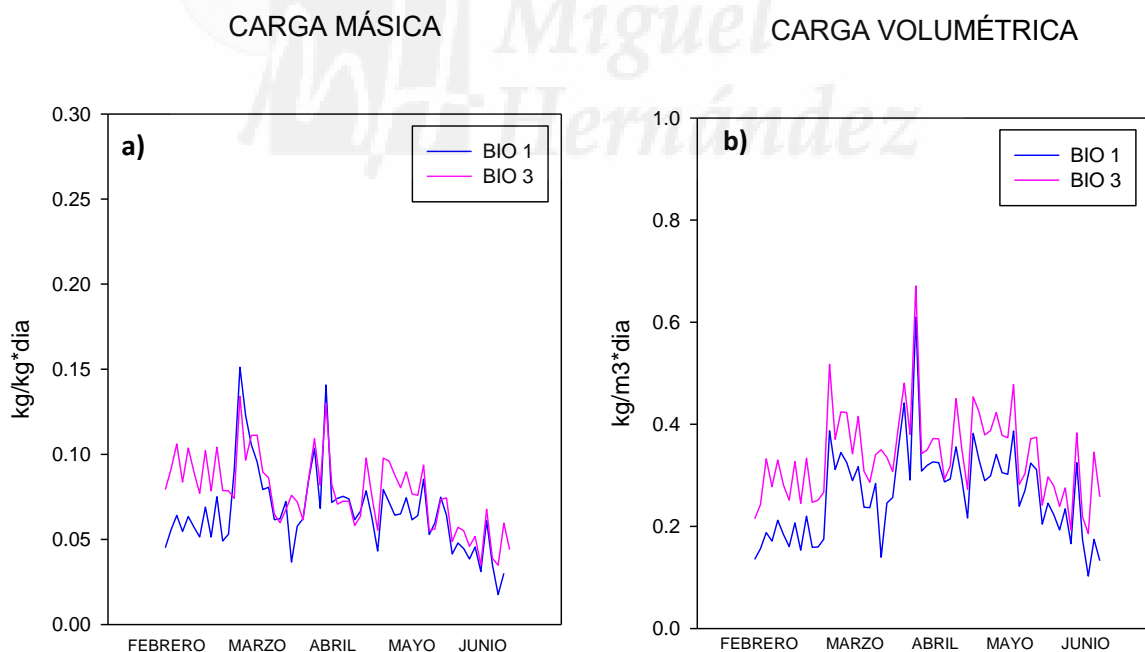 CARGA MÁSICA
CARGA VOLUMÉTRICA
Miguel
Hernández
a)
BIO 1
BIO 3
kg/kg*dia
0.30
0.25
0.20
0.15
0.10
0.05
0.00
FEBRERO MARZO ABRIL MAYO JUNIO
b)
BIO 1
BIO 3
kg/m3*dia
1.0
0.8
0.6
0.4
0.2
0.0
FEBRERO MARZO ABRIL MAYO JUNIO